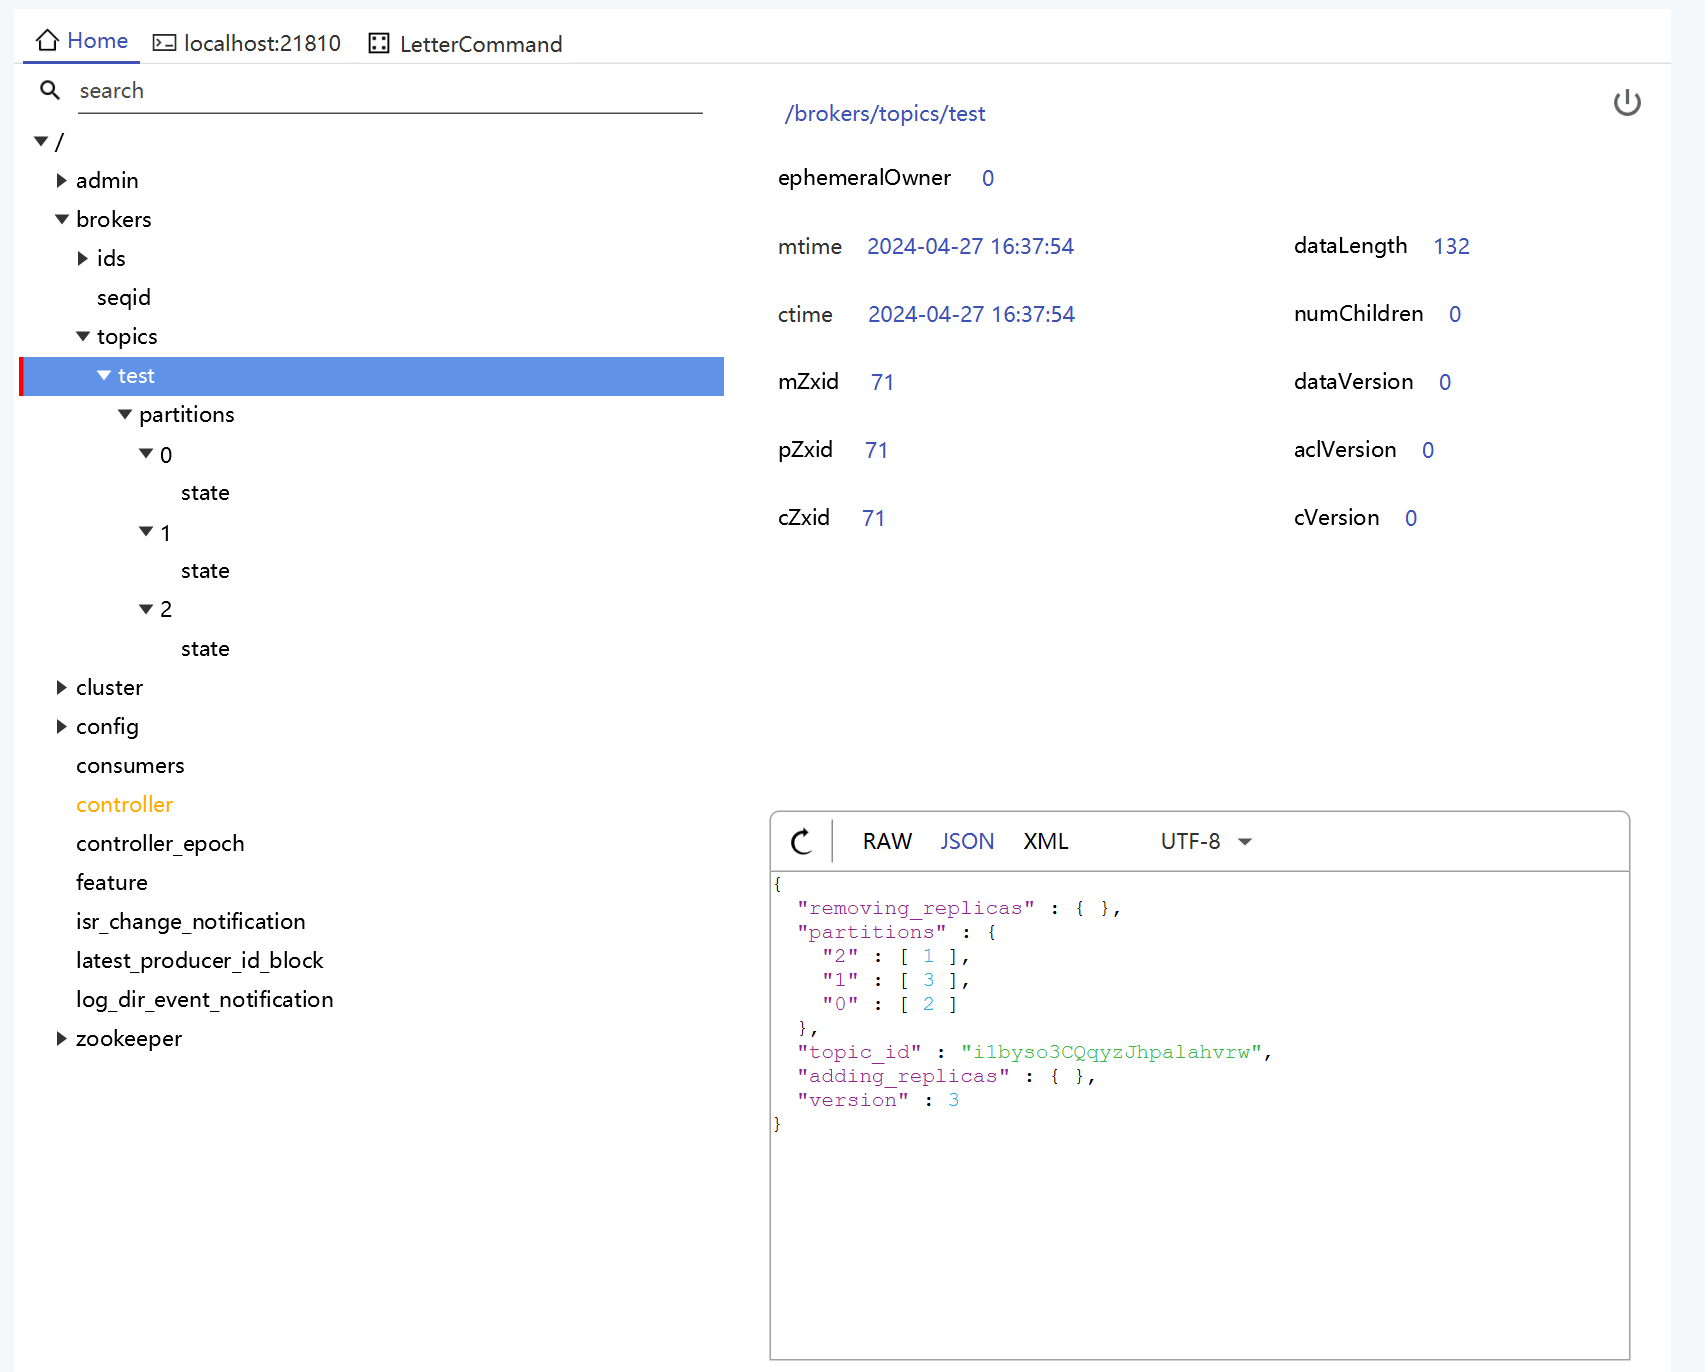 Home localhost:21810 LetterCommand
search
/
admin
brokers
ids
seqid
topics
test
partitions
0
state
1
state
2
state
cluster
config
consumers
controller
controller_epoch
feature
isr_change_notification
latest_producer_id_block
log_dir_event_notification
zookeeper
/brokers/topics/test
ephemeralOwner 0
mtime 2024-04-27 16:37:54 dataLength 132
ctime 2024-04-27 16:37:54 numChildren 0
mZxid 71 dataVersion 0
pZxid 71 aclVersion 0
cZxid 71 cVersion 0
RAW JSON XML UTF-8
{
  "removing_replicas" : { },
  "partitions" : {
    "2" : [ 1 ],
    "1" : [ 3 ],
    "0" : [ 2 ]
  },
  "topic_id" : "i1byso3CQqyzJhpalahvrw",
  "adding_replicas" : { },
  "version" : 3
}